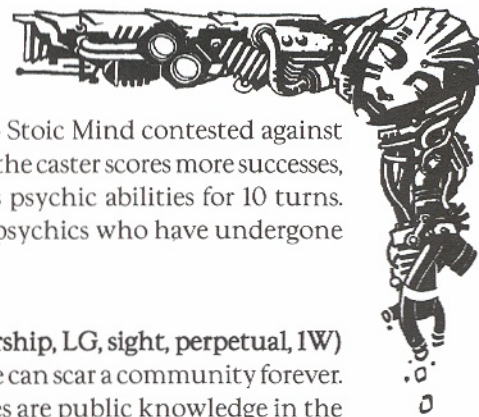 Stoic Mind contested against
the caster scores more successes,
psychic abilities for 10 turns.
psychics who have undergone
ership, LG, sight, perpetual, 1W)
e can scar a community forever.
es are public knowledge in the